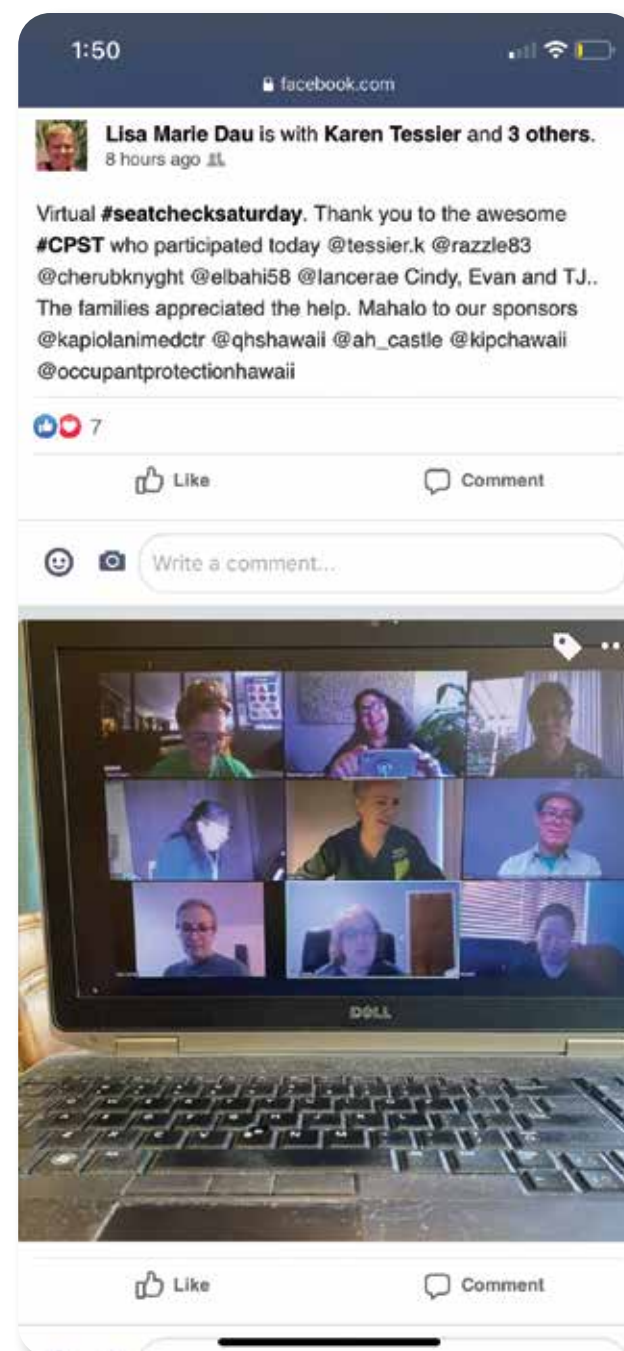 1:50
facebook.com
Lisa Marie Dau is with Karen Tessier and 3 others.
8 hours ago
Virtual #seatchecksaturday. Thank you to the awesome
#CPST who participated today @tessier.k @razzle83
@cherubknyght @elbahi58 @lancerae Cindy, Evan and TJ..
The families appreciated the help. Mahalo to our sponsors
@kapiolanimedctr @qhshawaii @ah_castle @kipchawaii
@occupantprotectionhawaii
7
Like Comment
Write a comment...
DELL
Like Comment